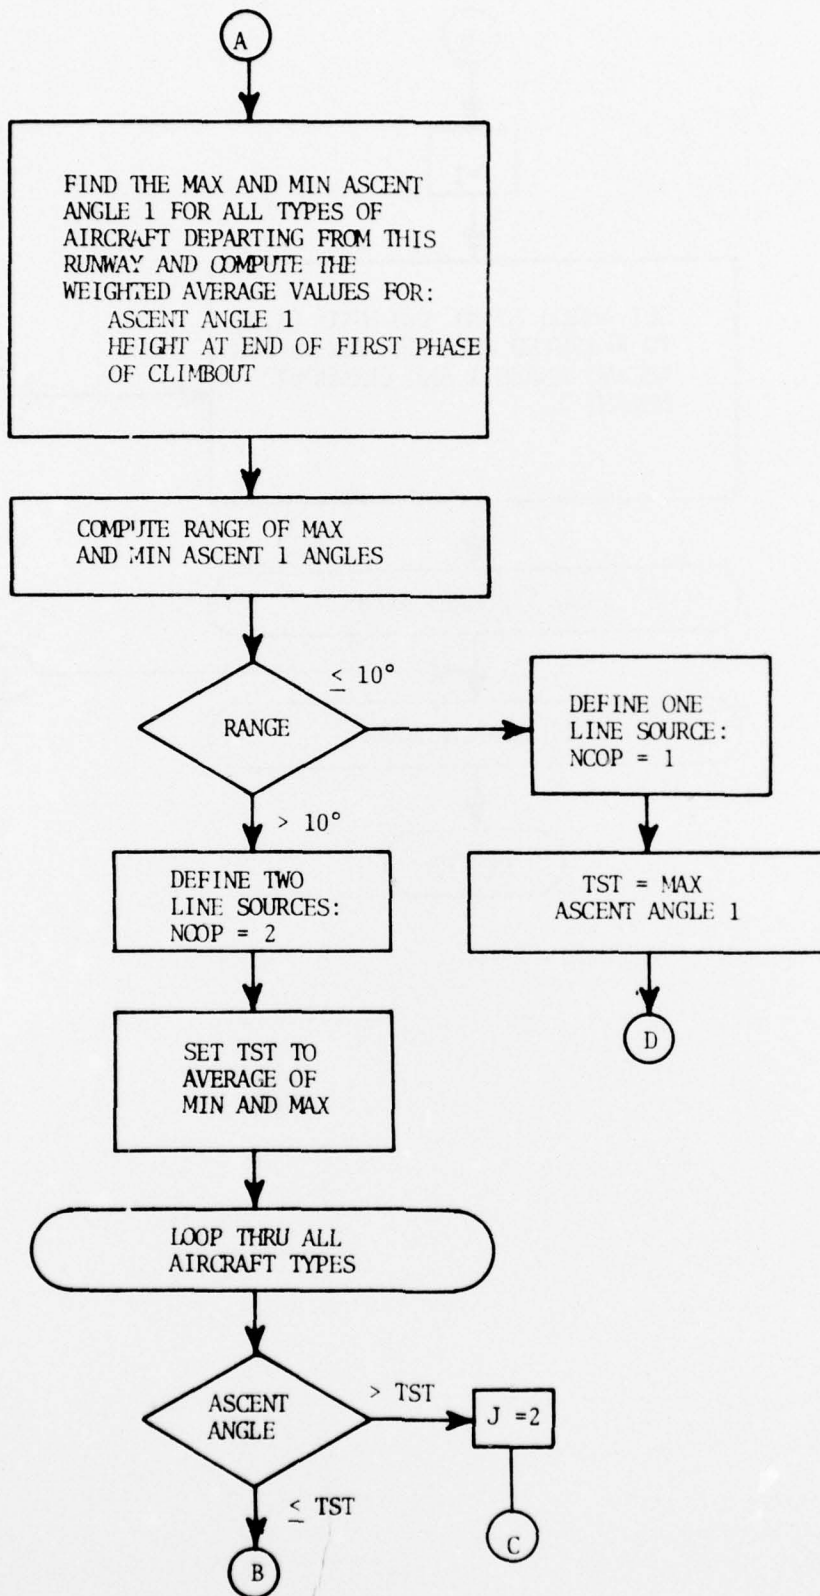 A
FIND THE MAX AND MIN ASCENT
ANGLE 1 FOR ALL TYPES OF
AIRCRAFT DEPARTING FROM THIS
RUNWAY AND COMPUTE THE
WEIGHTED AVERAGE VALUES FOR:
ASCENT ANGLE 1
HEIGHT AT END OF FIRST PHASE
OF CLIMBOUT
COMPUTE RANGE OF MAX
AND MIN ASCENT 1 ANGLES
RANGE
≤ 10°
DEFINE ONE
LINE SOURCE:
NCOP = 1
> 10°
DEFINE TWO
LINE SOURCES:
NCOP = 2
TST = MAX
ASCENT ANGLE 1
D
SET TST TO
AVERAGE OF
MIN AND MAX
LOOP THRU ALL
AIRCRAFT TYPES
ASCENT
ANGLE
> TST
J =2
≤ TST
C
B